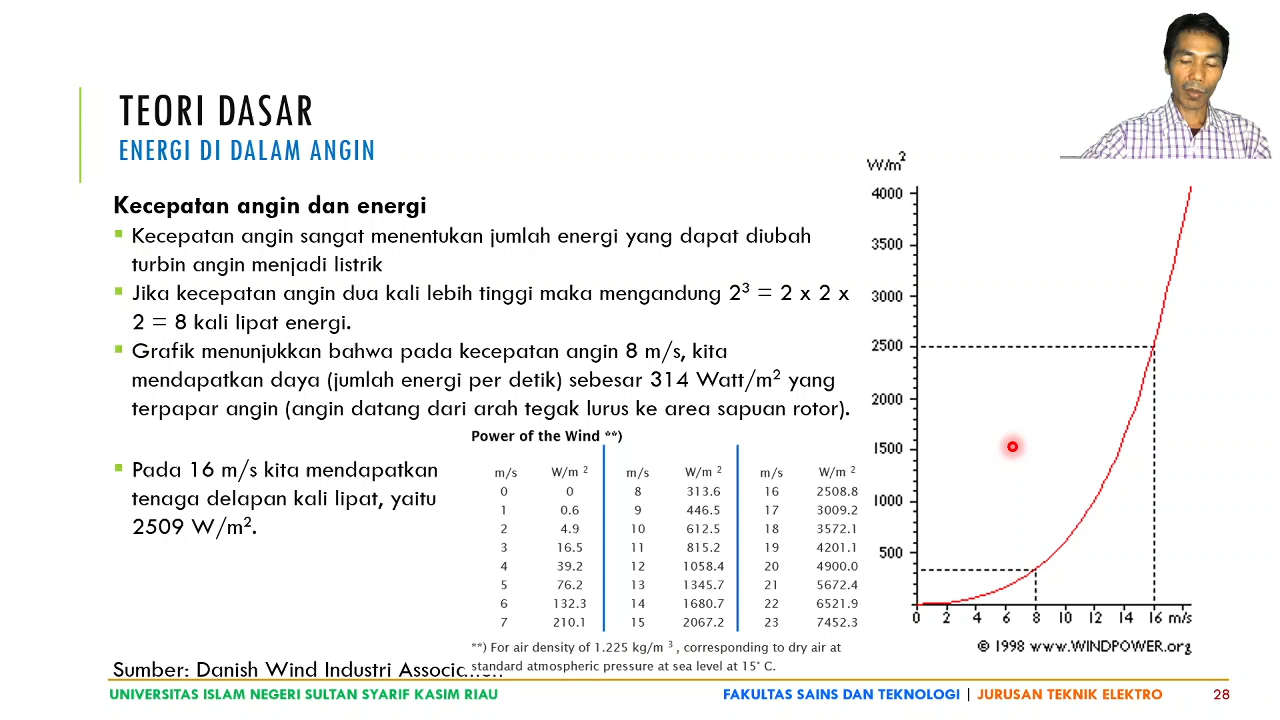 TEORI DASAR
ENERGI DI DALAM ANGIN
Kecepatan angin dan energi
▪ Kecepatan angin sangat menentukan jumlah energi yang dapat diubah
turbin angin menjadi listrik
▪ Jika kecepatan angin dua kali lebih tinggi maka mengandung 2³ = 2 x 2 x
2 = 8 kali lipat energi.
▪ Grafik menunjukkan bahwa pada kecepatan angin 8 m/s, kita
mendapatkan daya (jumlah energi per detik) sebesar 314 Watt/m² yang
terpapar angin (angin datang dari arah tegak lurus ke area sapuan rotor).
▪ Pada 16 m/s kita mendapatkan
tenaga delapan kali lipat, yaitu
2509 W/m².
Power of the Wind **)
m/s W/m ² m/s W/m ² m/s W/m ²
0 0 8 313.6 16 2508.8
1 0.6 9 446.5 17 3009.2
2 4.9 10 612.5 18 3572.1
3 16.5 11 815.2 19 4201.1
4 39.2 12 1058.4 20 4900.0
5 76.2 13 1345.7 21 5672.4
6 132.3 14 1680.7 22 6521.9
7 210.1 15 2067.2 23 7452.3
**) For air density of 1.225 kg/m ³ , corresponding to dry air at
standard atmospheric pressure at sea level at 15° C.
W/m²
4000
3500
3000
2500
2000
1500
1000
500
0 2 4 6 8 10 12 14 16 m/s
© 1998 www.WINDPOWER.org
Sumber: Danish Wind Industri
UNIVERSITAS ISLAM NEGERI SULTAN SYARIF KASIM RIAU
FAKULTAS SAINS DAN TEKNOLOGI | JURUSAN TEKNIK ELEKTRO
28